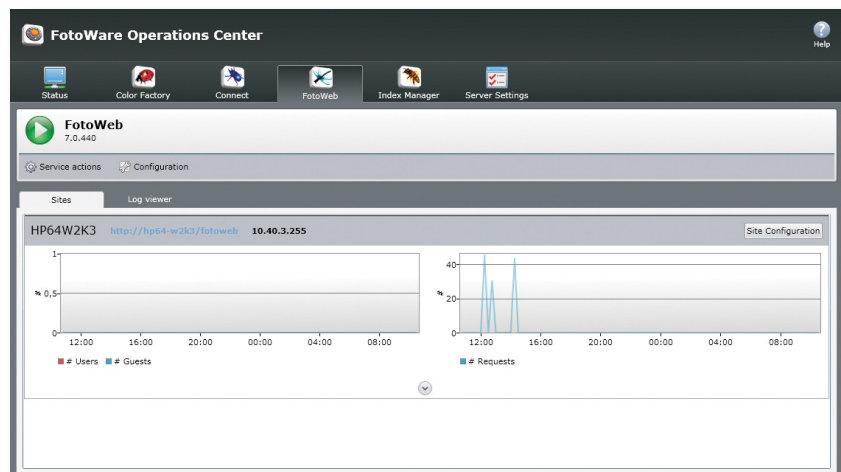 FotoWare Operations Center
Help
Status Color Factory Connect FotoWeb Index Manager Server Settings
FotoWeb
7.0.440
Service actions Configuration
Sites Log viewer
HP64W2K3 http://hp64-w2k3/fotoweb 10.40.3.255 Site Configuration
1
# 0,5
0
12:00 16:00 20:00 00:00 04:00 08:00
# Users # Guests
40
# 20
0
12:00 16:00 20:00 00:00 04:00 08:00
# Requests